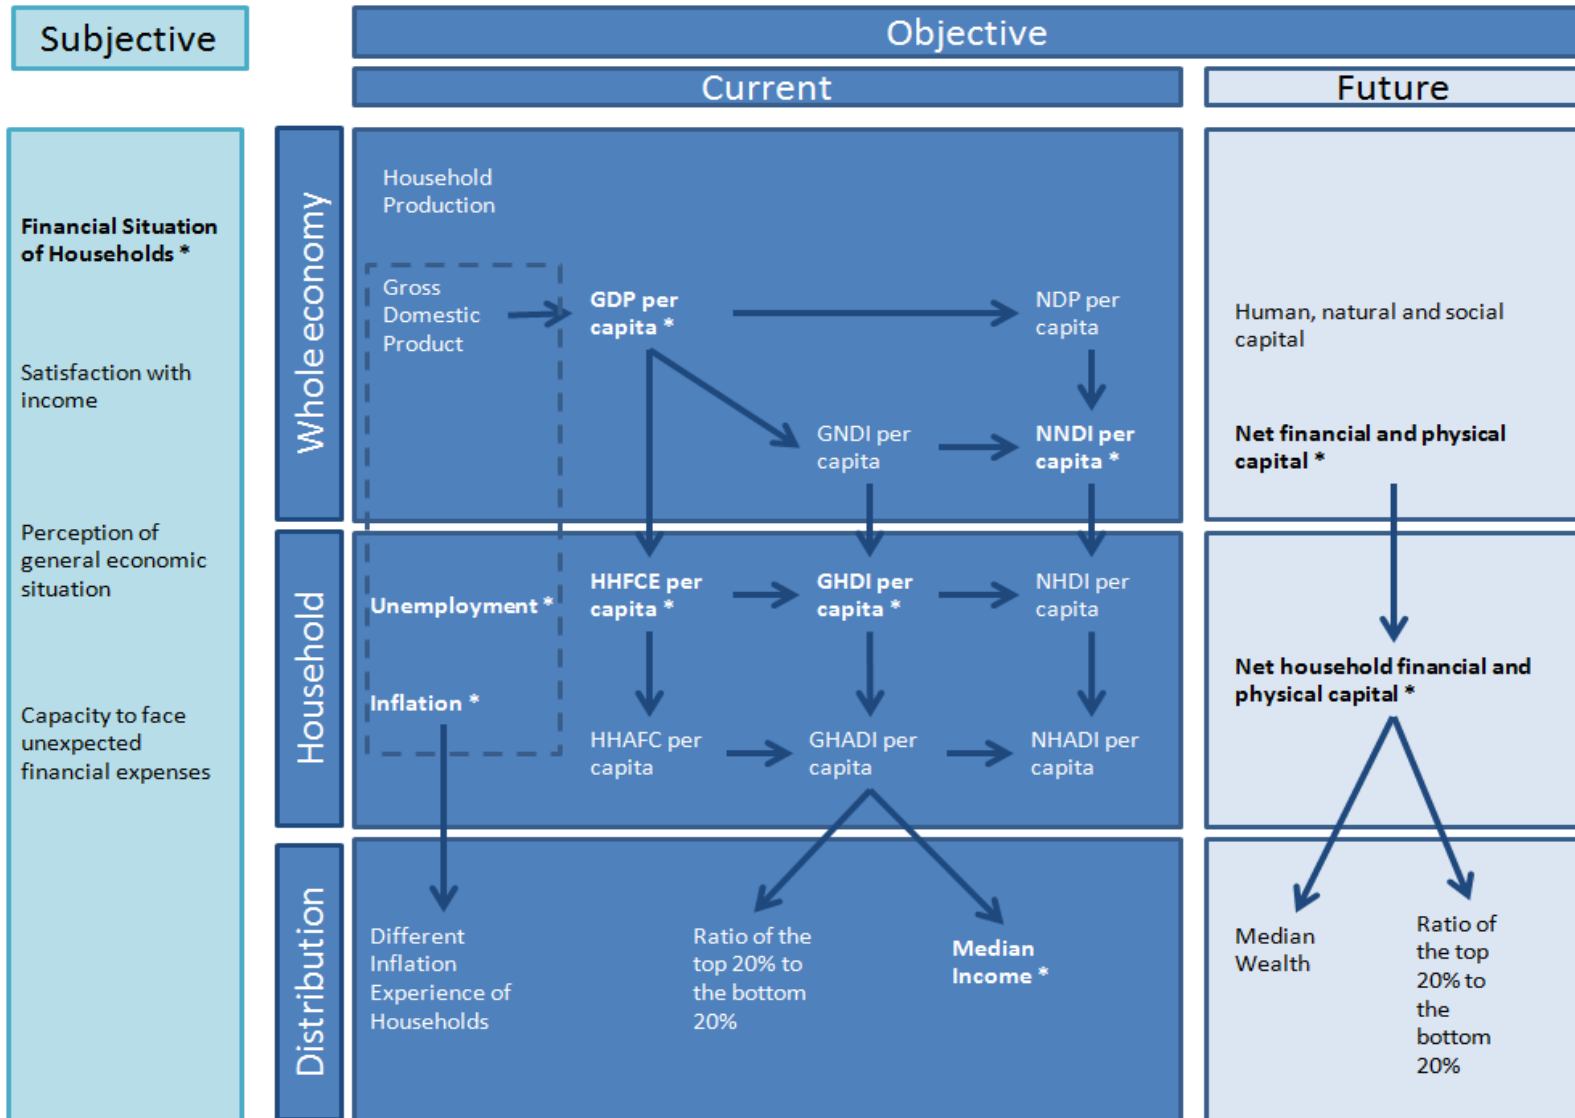 Subjective
Objective
Current
Future
Financial Situation
of Households *
Satisfaction with
income
Perception of
general economic
situation
Capacity to face
unexpected
financial expenses
Whole economy
Household
Production
Gross
Domestic
Product
GDP per
capita *
NDP per
capita
GNDI per
capita
NNDI per
capita *
Human, natural and social
capital
Net financial and physical
capital *
Household
Unemployment *
Inflation *
HHFCE per
capita *
GHDI per
capita *
NHDI per
capita
HHAFC per
capita
GHADI per
capita
NHADI per
capita
Net household financial and
physical capital *
Distribution
Different
Inflation
Experience of
Households
Ratio of the
top 20% to
the bottom
20%
Median
Income *
Median
Wealth
Ratio of
the top
20% to
the
bottom
20%